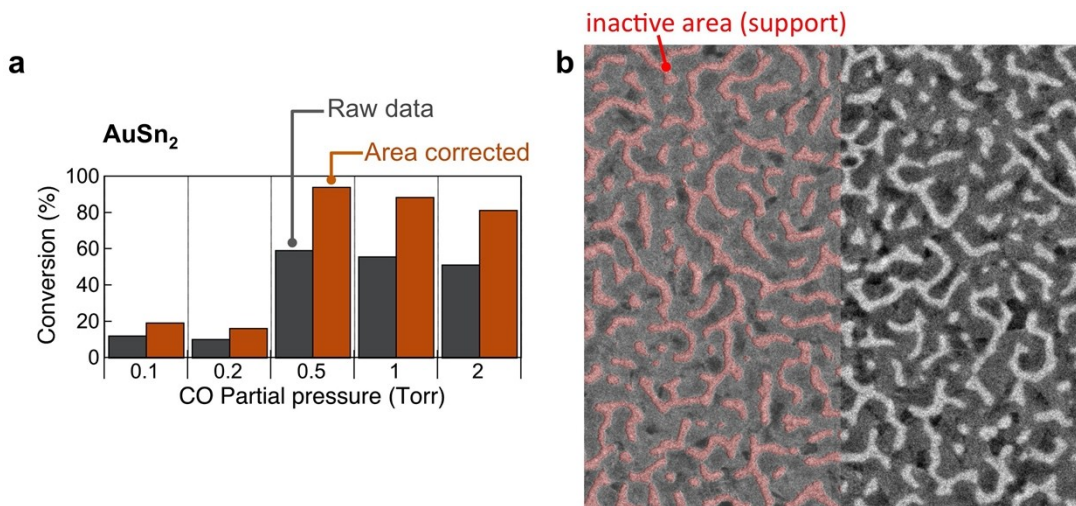 inactive area (support)
a
b
Raw data
AuSn2
Area corrected
Conversion (%)
100
80
60
40
20
0
0.1 0.2 0.5 1 2
CO Partial pressure (Torr)